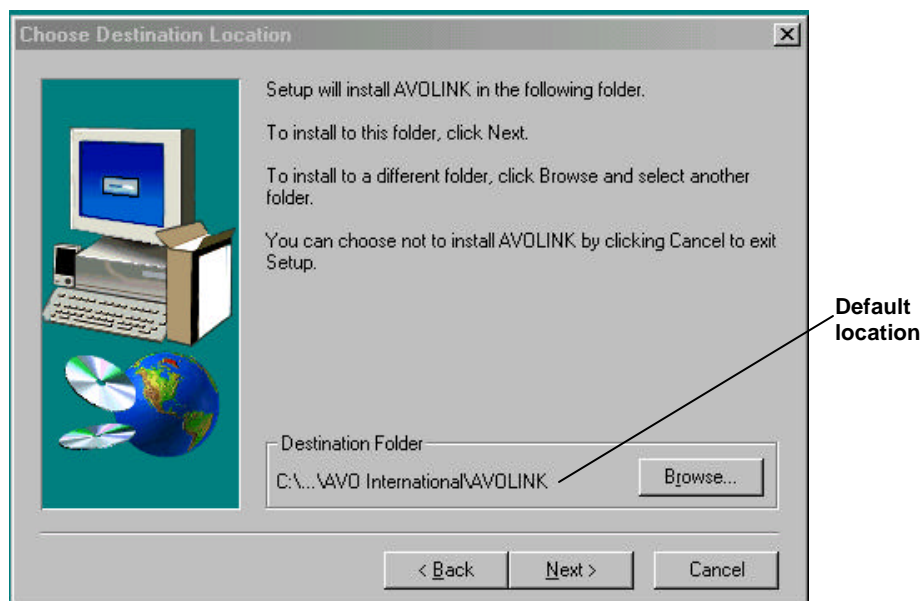 Choose Destination Location
Setup will install AVOLINK in the following folder.
To install to this folder, click Next.
To install to a different folder, click Browse and select another
folder.
You can choose not to install AVOLINK by clicking Cancel to exit
Setup.
Default
location
Destination Folder
C:\...\AVO International\AVOLINK
Browse...
< Back
Next >
Cancel